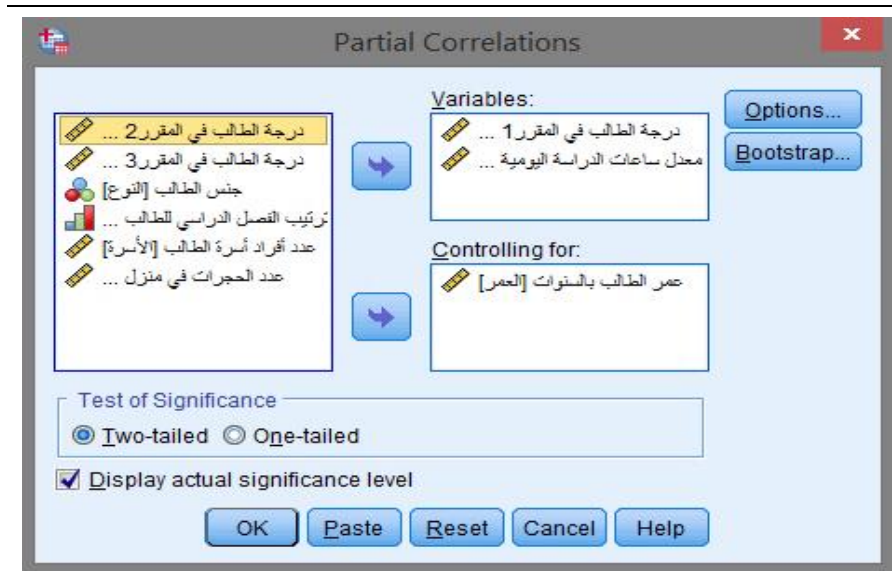 Partial Correlations
درجة الطالب في المقرر2 ...
درجة الطالب في المقرر3 ...
جنس الطالب [النوع]
ترتيب الفصل الدراسي للطالب ...
عدد أفراد أسرة الطالب [الأسرة]
عدد الحجرات في منزل ...
Variables:
درجة الطالب في المقرر1 ...
معدل ساعات الدراسة اليومية ...
Controlling for:
عمر الطالب بالسنوات [العمر]
Options...
Bootstrap...
Test of Significance
Two-tailed One-tailed
Display actual significance level
OK Paste Reset Cancel Help